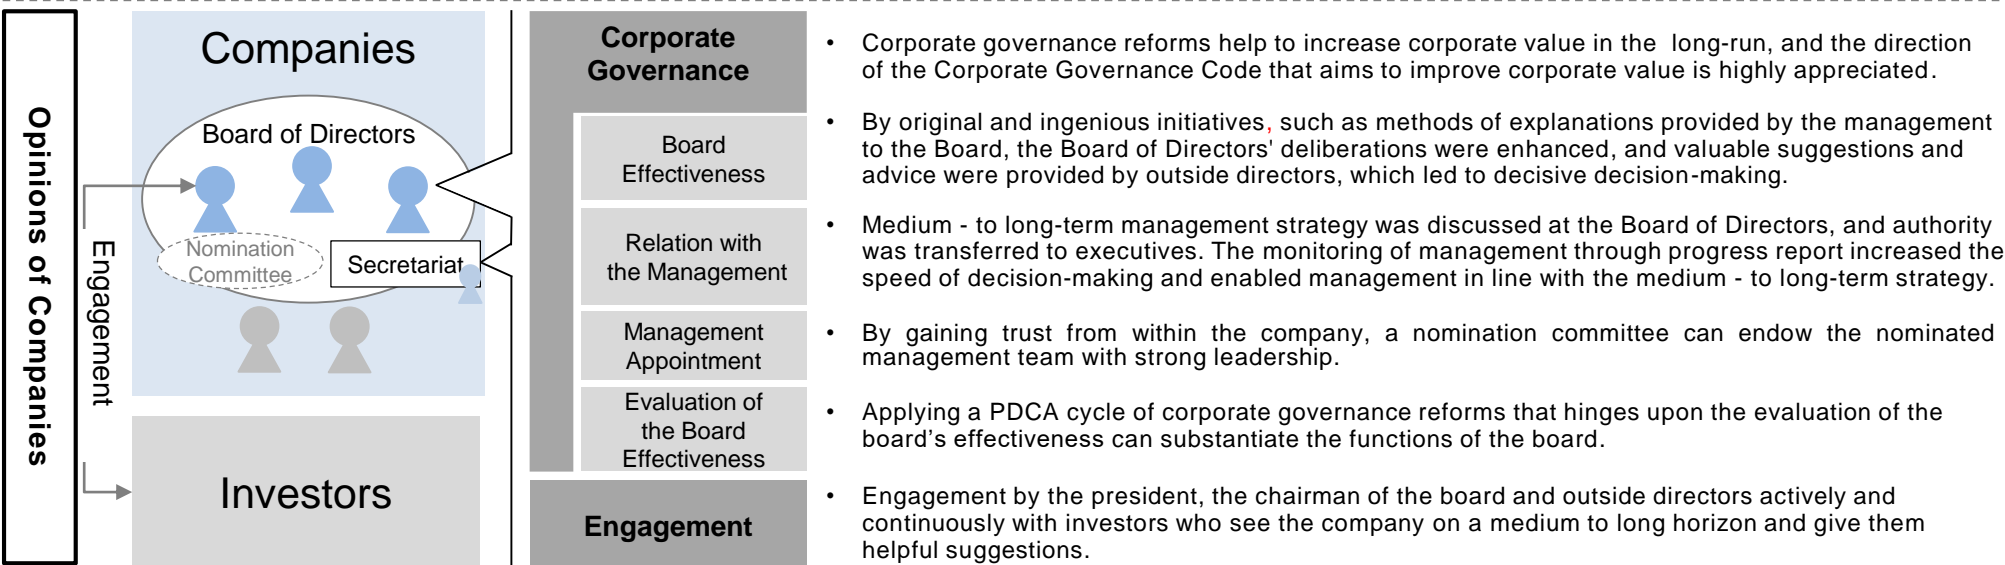 Opinions of Companies
Engagement
Companies
Board of Directors
Nomination
Committee
Secretariat
Investors
Corporate
Governance
• Corporate governance reforms help to increase corporate value in the long-run, and the direction
of the Corporate Governance Code that aims to improve corporate value is highly appreciated.
Board
Effectiveness
• By original and ingenious initiatives, such as methods of explanations provided by the management
to the Board, the Board of Directors' deliberations were enhanced, and valuable suggestions and
advice were provided by outside directors, which led to decisive decision-making.
Relation with
the Management
• Medium - to long-term management strategy was discussed at the Board of Directors, and authority
was transferred to executives. The monitoring of management through progress report increased the
speed of decision-making and enabled management in line with the medium - to long-term strategy.
Management
Appointment
• By gaining trust from within the company, a nomination committee can endow the nominated
management team with strong leadership.
Evaluation of
the Board
Effectiveness
• Applying a PDCA cycle of corporate governance reforms that hinges upon the evaluation of the
board’s effectiveness can substantiate the functions of the board.
Engagement
• Engagement by the president, the chairman of the board and outside directors actively and
continuously with investors who see the company on a medium to long horizon and give them
helpful suggestions.